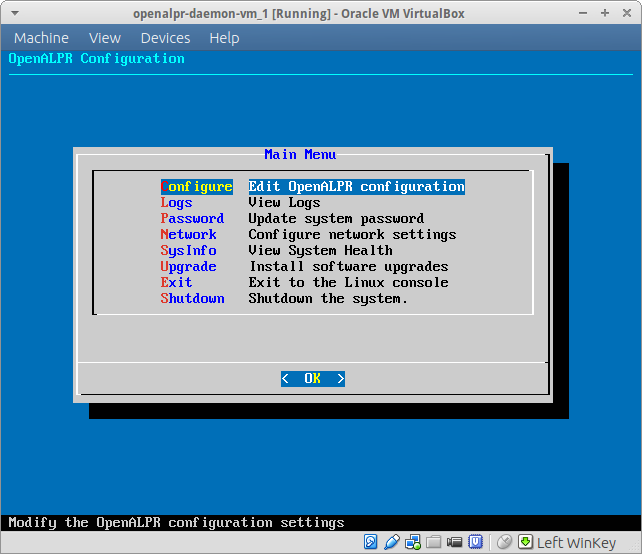 openalpr-daemon-vm_1 [Running] - Oracle VM VirtualBox
Machine View Devices Help
OpenALPR Configuration
Main Menu
Configure Edit OpenALPR configuration
Logs View Logs
Password Update system password
Network Configure network settings
SysInfo View System Health
Upgrade Install software upgrades
Exit Exit to the Linux console
Shutdown Shutdown the system.
< OK >
Modify the OpenALPR configuration settings
Left WinKey